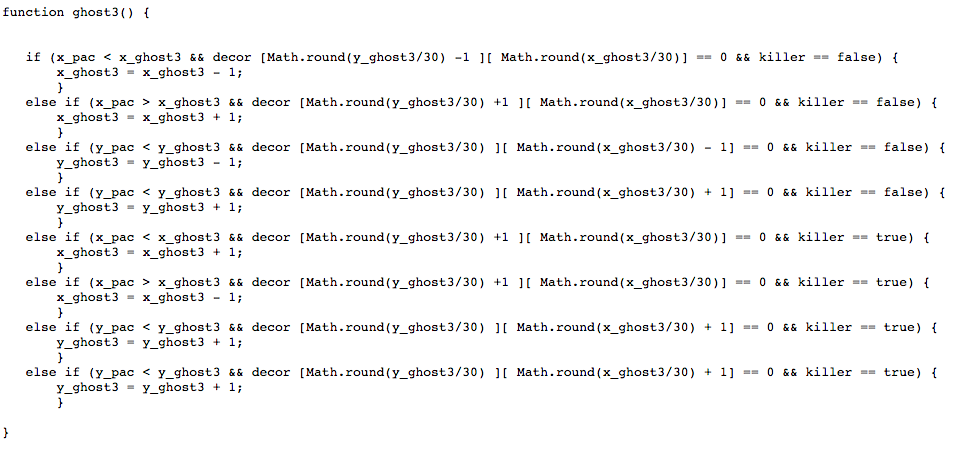 function ghost3() {
if (x_pac < x_ghost3 && decor [Math.round(y_ghost3/30) -1 ][ Math.round(x_ghost3/30)] == 0 && killer == false) {
x_ghost3 = x_ghost3 - 1;
}
else if (x_pac > x_ghost3 && decor [Math.round(y_ghost3/30) +1 ][ Math.round(x_ghost3/30)] == 0 && killer == false) {
x_ghost3 = x_ghost3 + 1;
}
else if (y_pac < y_ghost3 && decor [Math.round(y_ghost3/30) ][ Math.round(x_ghost3/30) - 1] == 0 && killer == false) {
y_ghost3 = y_ghost3 - 1;
}
else if (y_pac < y_ghost3 && decor [Math.round(y_ghost3/30) ][ Math.round(x_ghost3/30) + 1] == 0 && killer == false) {
y_ghost3 = y_ghost3 + 1;
}
else if (x_pac < x_ghost3 && decor [Math.round(y_ghost3/30) +1 ][ Math.round(x_ghost3/30)] == 0 && killer == true) {
x_ghost3 = x_ghost3 + 1;
}
else if (x_pac > x_ghost3 && decor [Math.round(y_ghost3/30) +1 ][ Math.round(x_ghost3/30)] == 0 && killer == true) {
x_ghost3 = x_ghost3 - 1;
}
else if (y_pac < y_ghost3 && decor [Math.round(y_ghost3/30) ][ Math.round(x_ghost3/30) + 1] == 0 && killer == true) {
y_ghost3 = y_ghost3 + 1;
}
else if (y_pac < y_ghost3 && decor [Math.round(y_ghost3/30) ][ Math.round(x_ghost3/30) + 1] == 0 && killer == true) {
y_ghost3 = y_ghost3 + 1;
}
}